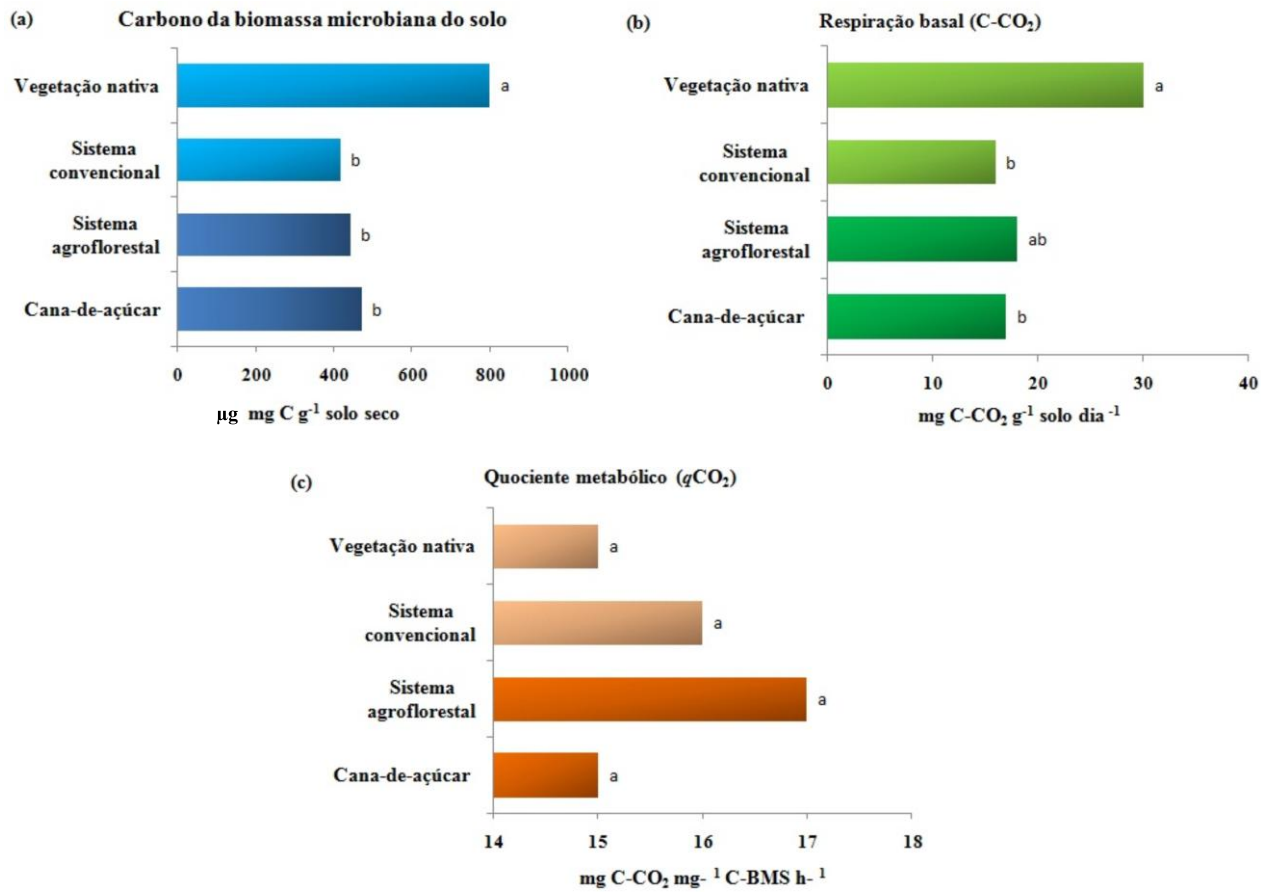 (a)
Carbono da biomassa microbiana do solo
Vegetação nativa
a
Sistema
convencional
b
Sistema
agroflorestal
b
Cana-de-açúcar
b
0 200 400 600 800 1000
µg mg C g⁻¹ solo seco
(b)
Respiração basal (C-CO₂)
Vegetação nativa
a
Sistema
convencional
b
Sistema
agroflorestal
ab
Cana-de-açúcar
b
0 10 20 30 40
mg C-CO₂ g⁻¹ solo dia ⁻¹
(c)
Quociente metabólico (qCO₂)
Vegetação nativa
a
Sistema
convencional
a
Sistema
agroflorestal
a
Cana-de-açúcar
a
14 15 16 17 18
mg C-CO₂ mg- ¹ C-BMS h- ¹